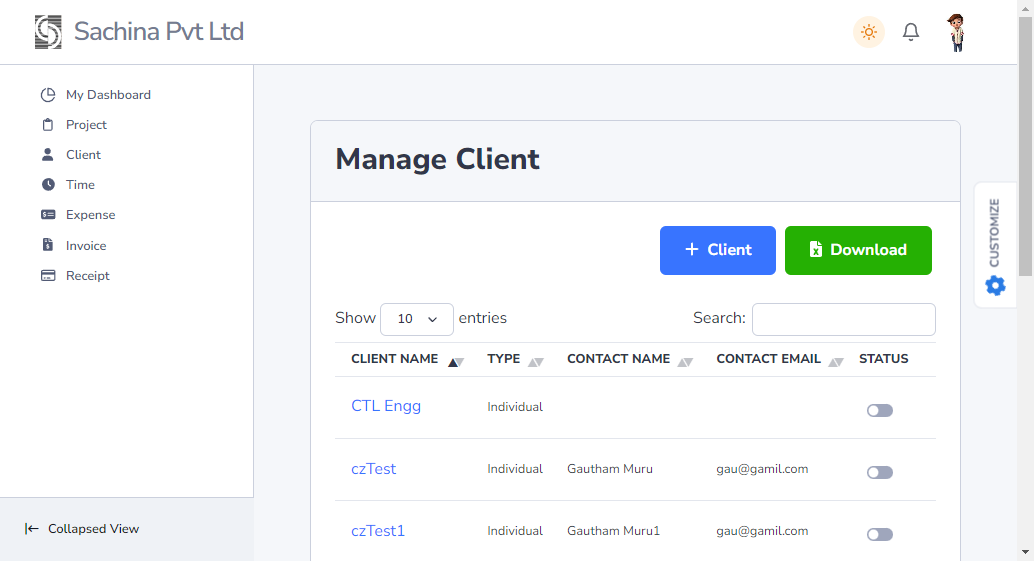 Sachina Pvt Ltd
My Dashboard
Project
Client
Time
Expense
Invoice
Receipt
Collapsed View
Manage Client
+ Client
Download
Show 10 entries
Search:
CLIENT NAME TYPE CONTACT NAME CONTACT EMAIL STATUS
CTL Engg Individual
czTest Individual Gautham Muru gau@gamil.com
czTest1 Individual Gautham Muru1 gau@gamil.com
CUSTOMIZE